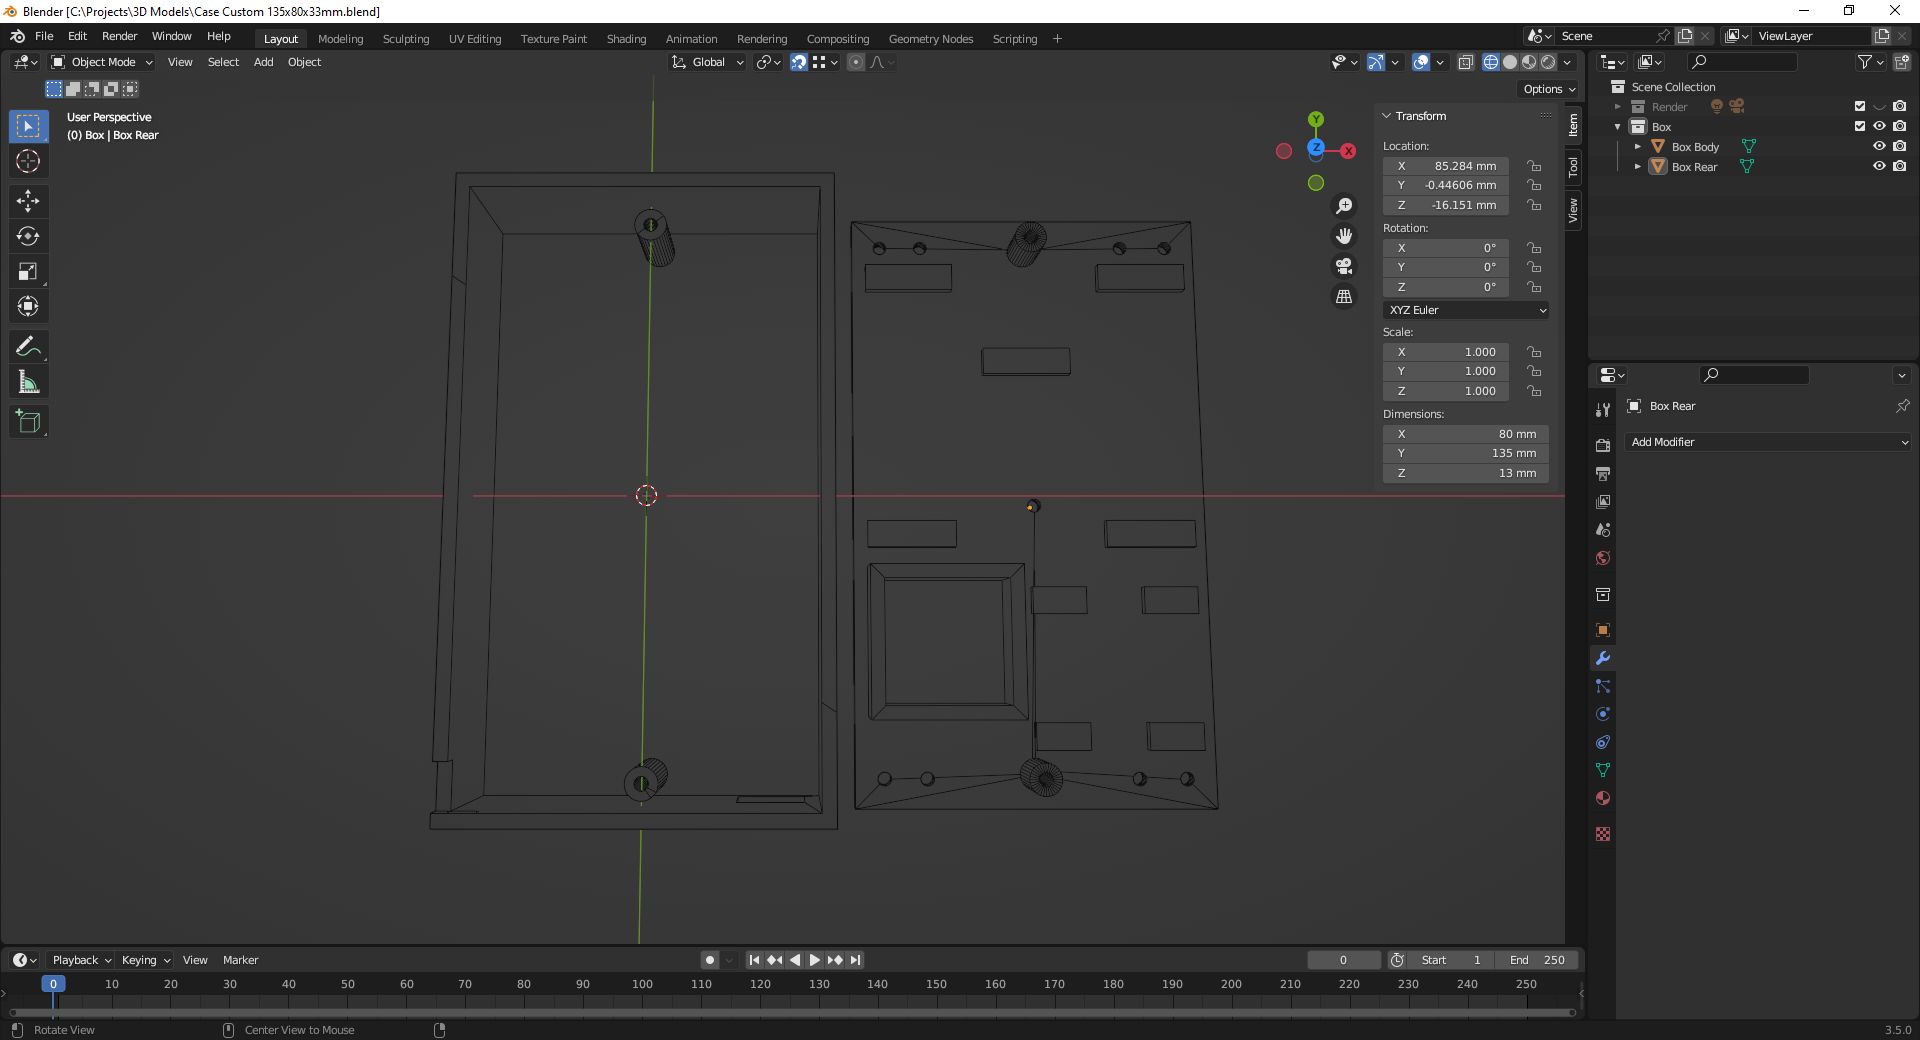 Blender [C:\Projects\3D Models\Case Custom 135x80x33mm.blend]
File Edit Render Window Help
Layout Modeling Sculpting UV Editing Texture Paint Shading Animation Rendering Compositing Geometry Nodes Scripting +
Scene
ViewLayer
Object Mode View Select Add Object
Global
Options
User Perspective
(0) Box | Box Rear
Y
Z
X
Transform
Location:
X 85.284 mm
Y -0.44606 mm
Z -16.151 mm
Rotation:
X 0°
Y 0°
Z 0°
XYZ Euler
Scale:
X 1.000
Y 1.000
Z 1.000
Dimensions:
X 80 mm
Y 135 mm
Z 13 mm
Item
Tool
View
Scene Collection
Render
Box
Box Body
Box Rear
Box Rear
Add Modifier
Playback Keying View Marker
0
Start 1
End 250
0 10 20 30 40 50 60 70 80 90 100 110 120 130 140 150 160 170 180 190 200 210 220 230 240 250
Rotate View
Center View to Mouse
3.5.0